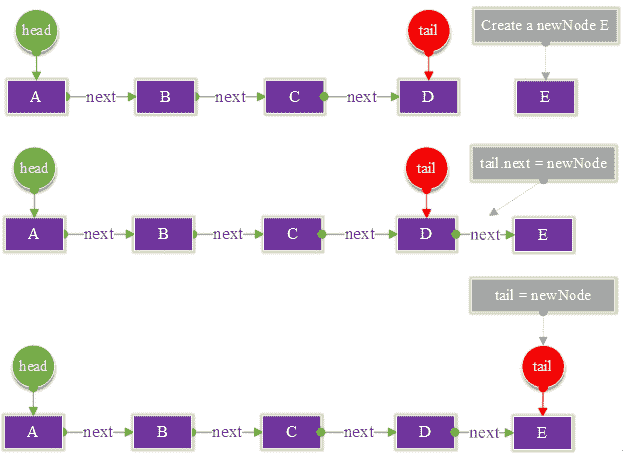 head
tail
Create a newNode E
A next B next C next D
E
head
tail
tail.next = newNode
A next B next C next D next E
tail = newNode
head
tail
A next B next C next D next E